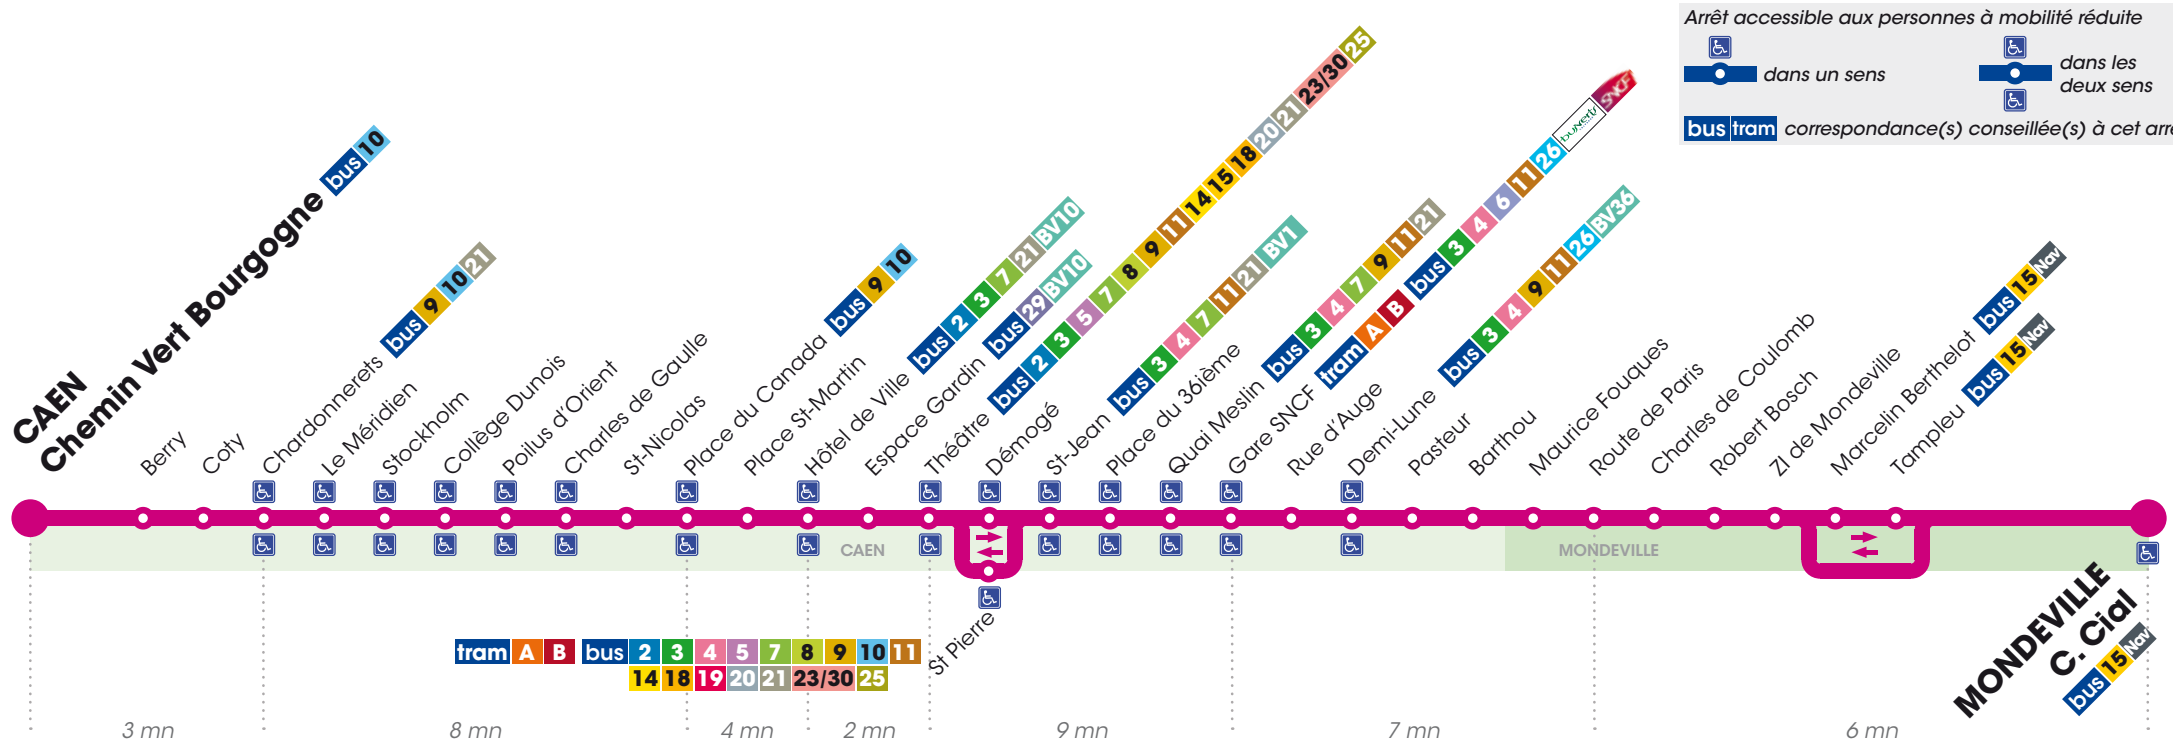 Arrêt accessible aux personnes à mobilité réduite
dans un sens
dans les
deux sens
bus tram correspondance(s) conseillée(s) à cet arrê
CAEN
Chemin Vert Bourgogne bus 10
Berry
Coty
Chardonnerets bus 9 10 21
Le Méridien
Stockholm
Collège Dunois
Poilus d'Orient
Charles de Gaulle
St-Nicolas
Place du Canada bus 9 10
Place St-Martin
Hôtel de Ville bus 2 3 7 21 BV10
Espace Gardin bus 29 BV10
Théâtre bus 2 3 5 7 8 9 11 14 15 18 20 21 23/30 25
Démogé
St-Jean bus 3 4 7 11 21 BV1
Place du 36ième
Quai Meslin bus 3 4 7 9 11 21
Gare SNCF tram A B bus 3 4 6 11 26 busverts SNCF
Rue d'Auge
Demi-Lune bus 3 4 9 11 26 BV36
Pasteur
Barthou
Maurice Fouques
Route de Paris
Charles de Coulomb
Robert Bosch
ZI de Mondeville
Marcelin Berthelot bus 15 Nav
Tampleu bus 15 Nav
CAEN
MONDEVILLE
St Pierre
tram A B bus 2 3 4 5 7 8 9 10 11
14 18 19 20 21 23/30 25
MONDEVILLE
C. Cial
bus 15 Nav
3 mn
8 mn
4 mn
2 mn
9 mn
7 mn
6 mn